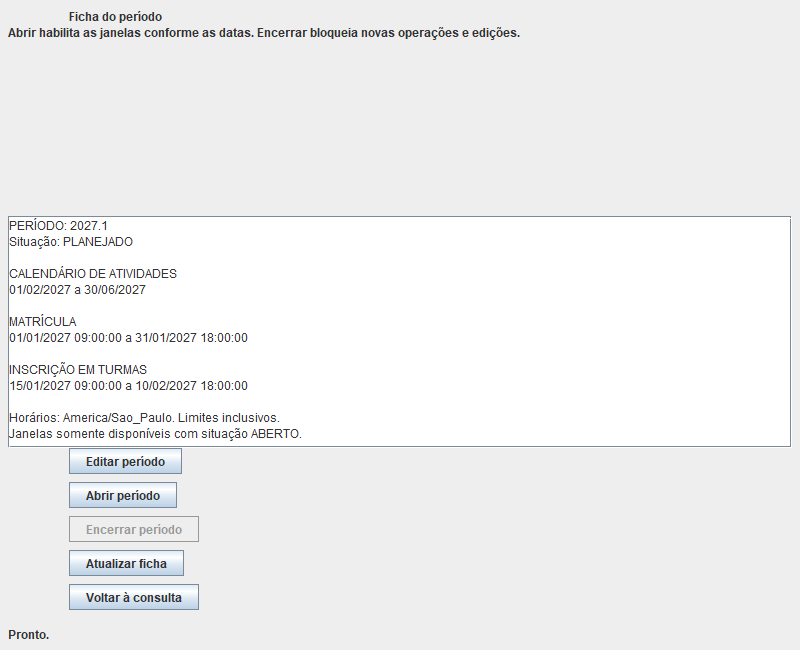 Ficha do período
Abrir habilita as janelas conforme as datas. Encerrar bloqueia novas operações e edições.
PERÍODO: 2027.1
Situação: PLANEJADO
CALENDÁRIO DE ATIVIDADES
01/02/2027 a 30/06/2027
MATRÍCULA
01/01/2027 09:00:00 a 31/01/2027 18:00:00
INSCRIÇÃO EM TURMAS
15/01/2027 09:00:00 a 10/02/2027 18:00:00
Horários: America/Sao_Paulo. Limites inclusivos.
Janelas somente disponíveis com situação ABERTO.
Editar período
Abrir período
Encerrar período
Atualizar ficha
Voltar à consulta
Pronto.